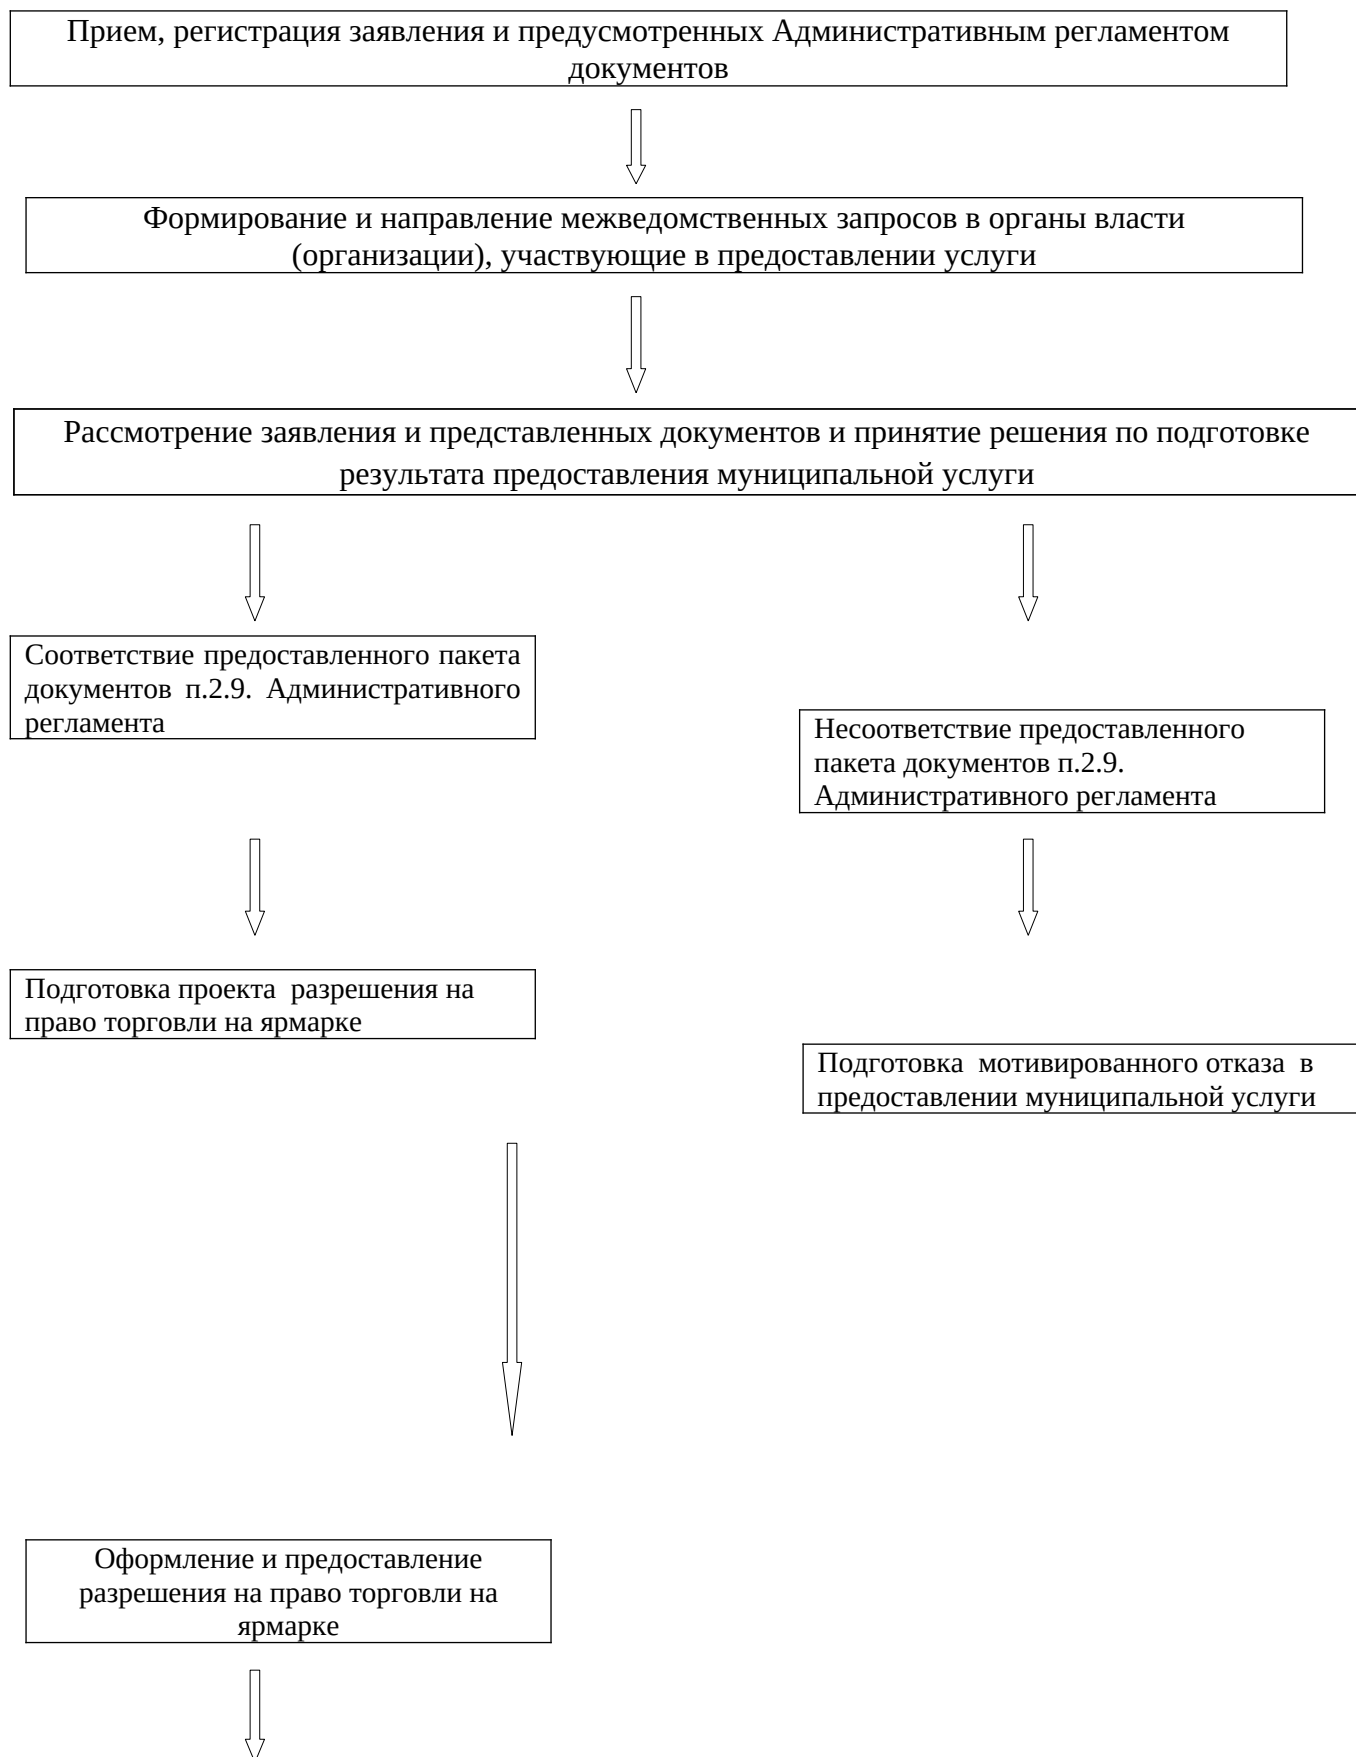 Прием, регистрация заявления и предусмотренных Административным регламентом
документов
Формирование и направление межведомственных запросов в органы власти
(организации), участвующие в предоставлении услуги
Рассмотрение заявления и представленных документов и принятие решения по подготовке
результата предоставления муниципальной услуги
Соответствие предоставленного пакета
документов п.2.9. Административного
регламента
Несоответствие предоставленного
пакета документов п.2.9.
Административного регламента
Подготовка проекта разрешения на
право торговли на ярмарке
Подготовка мотивированного отказа в
предоставлении муниципальной услуги
Оформление и предоставление
разрешения на право торговли на
ярмарке